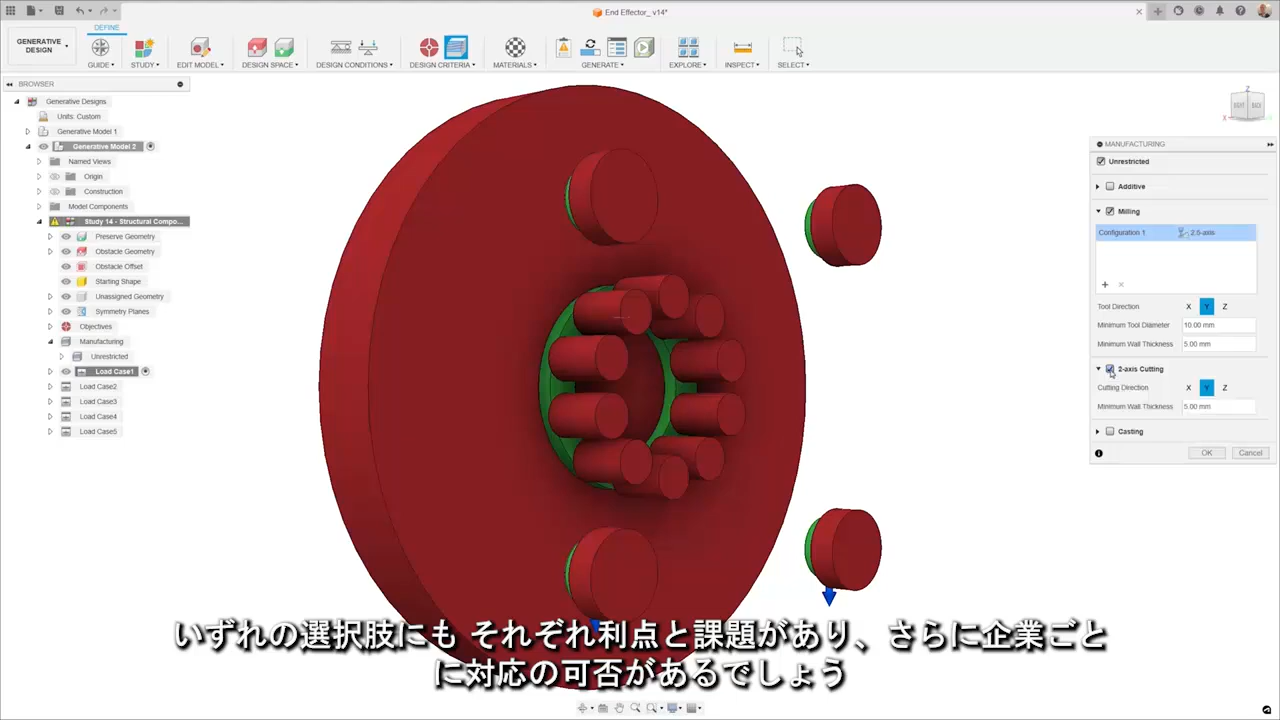 End Effector_ v14*
DEFINE
GENERATIVE DESIGN
GUIDE
STUDY
EDIT MODEL
DESIGN SPACE
DESIGN CONDITIONS
DESIGN CRITERIA
MATERIALS
GENERATE
EXPLORE
INSPECT
SELECT
BROWSER
Generative Designs
Units: Custom
Generative Model 1
Generative Model 2
Named Views
Origin
Construction
Model Components
Study 14 - Structural Compo...
Preserve Geometry
Obstacle Geometry
Obstacle Offset
Starting Shape
Unassigned Geometry
Symmetry Planes
Objectives
Manufacturing
Unrestricted
Load Case1
Load Case2
Load Case3
Load Case4
Load Case5
Z
X
MANUFACTURING
Unrestricted
Additive
Milling
Configuration 1 2.5-axis
Tool Direction X Y Z
Minimum Tool Diameter 10.00 mm
Minimum Wall Thickness 5.00 mm
2-axis Cutting
Cutting Direction X Y Z
Minimum Wall Thickness 5.00 mm
Casting
OK Cancel
いずれの選択肢にも それぞれ利点と課題があり、さらに企業ごと
に対応の可否があるでしょう